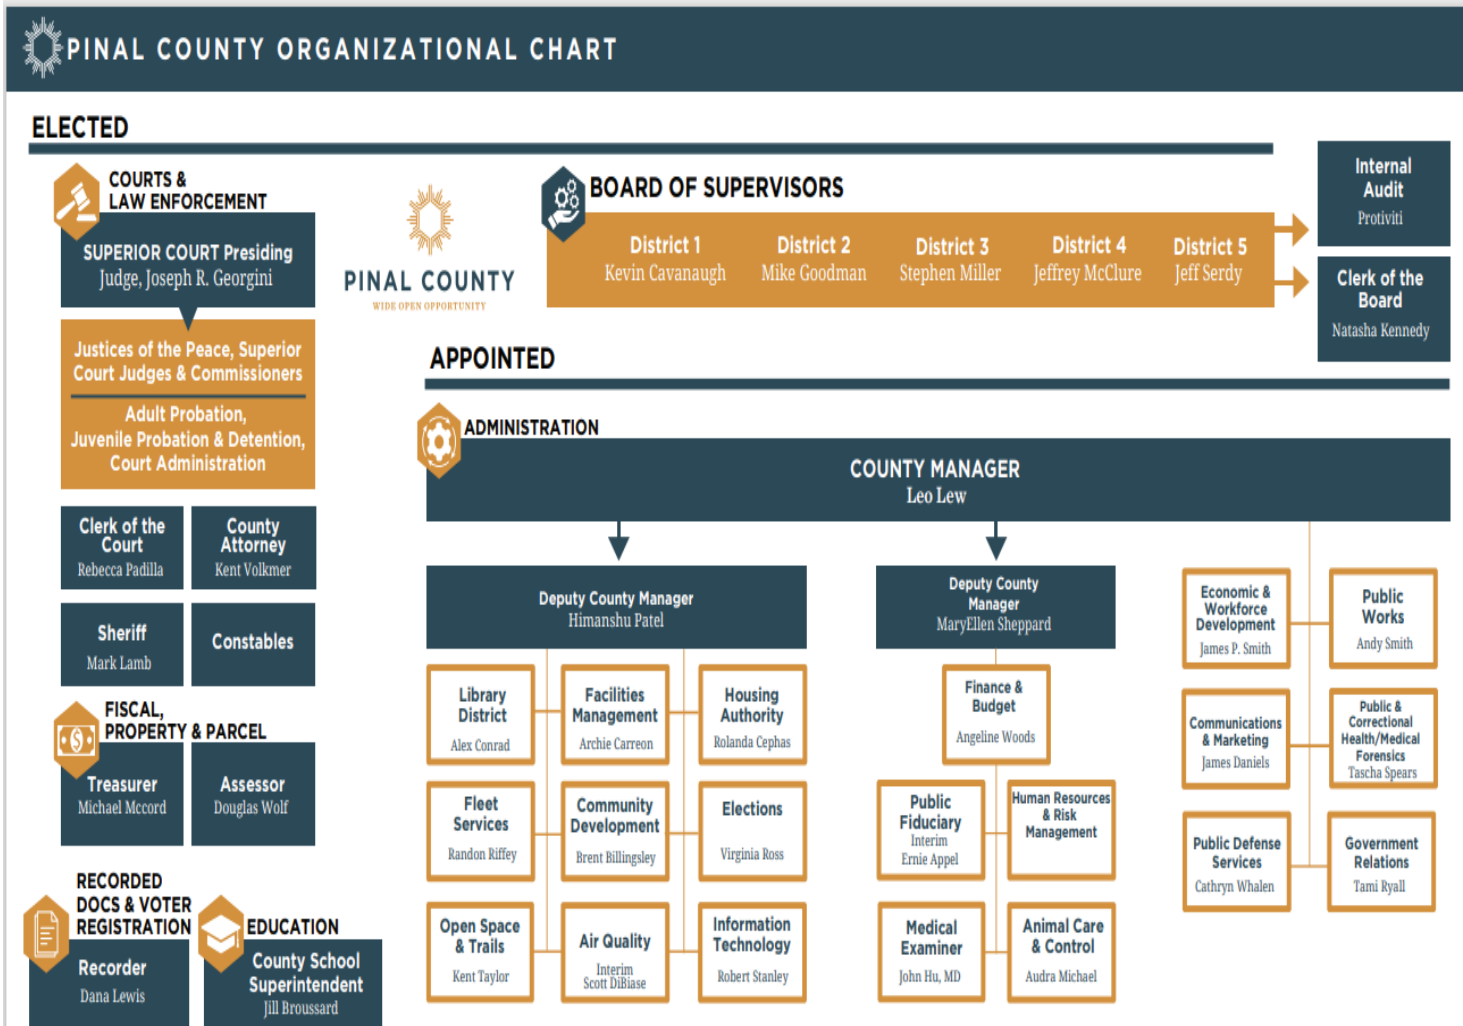 PINAL COUNTY ORGANIZATIONAL CHART
ELECTED
COURTS &
LAW ENFORCEMENT
SUPERIOR COURT Presiding
Judge, Joseph R. Georgini
Justices of the Peace, Superior
Court Judges & Commissioners
Adult Probation,
Juvenile Probation & Detention,
Court Administration
Clerk of the
Court
Rebecca Padilla
County
Attorney
Kent Volkmer
Sheriff
Mark Lamb
Constables
FISCAL,
PROPERTY & PARCEL
Treasurer
Michael Mccord
Assessor
Douglas Wolf
RECORDED
DOCS & VOTER
REGISTRATION
Recorder
Dana Lewis
EDUCATION
County School
Superintendent
Jill Broussard
PINAL COUNTY
WIDE OPEN OPPORTUNITY
BOARD OF SUPERVISORS
District 1
Kevin Cavanaugh
District 2
Mike Goodman
District 3
Stephen Miller
District 4
Jeffrey McClure
District 5
Jeff Serdy
Internal
Audit
Protiviti
Clerk of the
Board
Natasha Kennedy
APPOINTED
ADMINISTRATION
COUNTY MANAGER
Leo Lew
Deputy County Manager
Himanshu Patel
Library
District
Alex Conrad
Facilities
Management
Archie Carreon
Housing
Authority
Rolanda Cephas
Fleet
Services
Randon Riffey
Community
Development
Brent Billingsley
Elections
Virginia Ross
Open Space
& Trails
Kent Taylor
Air Quality
Interim
Scott DiBiase
Information
Technology
Robert Stanley
Deputy County
Manager
MaryEllen Sheppard
Finance &
Budget
Angeline Woods
Public
Fiduciary
Interim
Ernie Appel
Human Resources
& Risk
Management
Medical
Examiner
John Hu, MD
Animal Care
& Control
Audra Michael
Economic &
Workforce
Development
James P. Smith
Public
Works
Andy Smith
Communications
& Marketing
James Daniels
Public &
Correctional
Health/Medical
Forensics
Tascha Spears
Public Defense
Services
Cathryn Whalen
Government
Relations
Tami Ryall